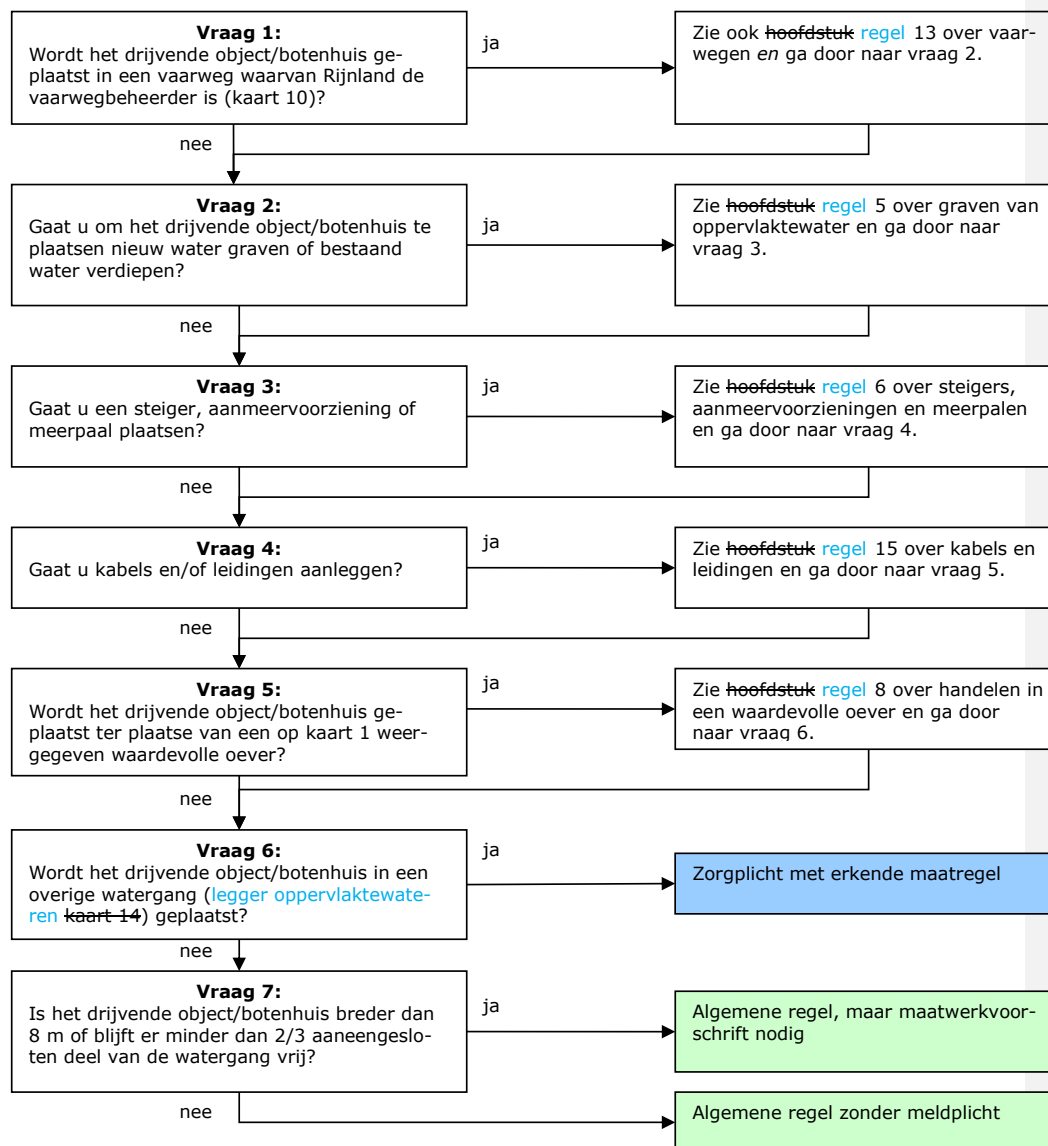 Vraag 1:
Wordt het drijvende object/botenhuis ge-
plaatst in een vaarweg waarvan Rijnland de
vaarwegbeheerder is (kaart 10)?
ja
Zie ook hoofdstuk regel 13 over vaar-
wegen en ga door naar vraag 2.
nee
Vraag 2:
Gaat u om het drijvende object/botenhuis te
plaatsen nieuw water graven of bestaand
water verdiepen?
ja
Zie hoofdstuk regel 5 over graven van
oppervlaktewater en ga door naar
vraag 3.
nee
Vraag 3:
Gaat u een steiger, aanmeervoorziening of
meerpaal plaatsen?
ja
Zie hoofdstuk regel 6 over steigers,
aanmeervoorzieningen en meerpalen
en ga door naar vraag 4.
nee
Vraag 4:
Gaat u kabels en/of leidingen aanleggen?
ja
Zie hoofdstuk regel 15 over kabels en
leidingen en ga door naar vraag 5.
nee
Vraag 5:
Wordt het drijvende object/botenhuis ge-
plaatst ter plaatse van een op kaart 1 weer-
gegeven waardevolle oever?
ja
Zie hoofdstuk regel 8 over handelen in
een waardevolle oever en ga door
naar vraag 6.
nee
Vraag 6:
Wordt het drijvende object/botenhuis in een
overige watergang (legger oppervlaktewate-
ren kaart 14) geplaatst?
ja
Zorgplicht met erkende maatregel
nee
Vraag 7:
Is het drijvende object/botenhuis breder dan
8 m of blijft er minder dan 2/3 aaneengeslo-
ten deel van de watergang vrij?
ja
Algemene regel, maar maatwerkvoor-
schrift nodig
nee
Algemene regel zonder meldplicht